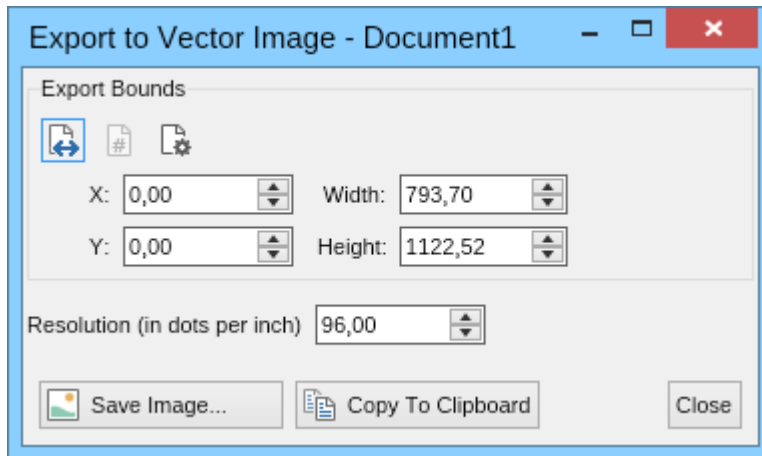 Export to Vector Image - Document1
Export Bounds
#
X: 0,00 Width: 793,70
Y: 0,00 Height: 1122,52
Resolution (in dots per inch) 96,00
Save Image... Copy To Clipboard Close